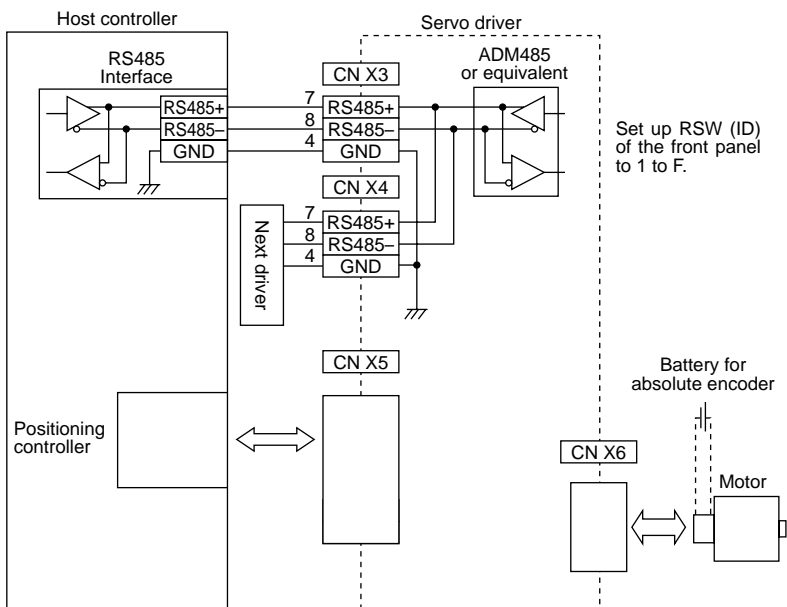 Host controller
Servo driver
RS485
Interface
CN X3
ADM485
or equivalent
RS485+
7
RS485+
RS485–
8
RS485–
GND
4
GND
Set up RSW (ID)
of the front panel
to 1 to F.
CN X4
Next driver
7
RS485+
8
RS485–
4
GND
CN X5
Positioning
controller
Battery for
absolute encoder
CN X6
Motor